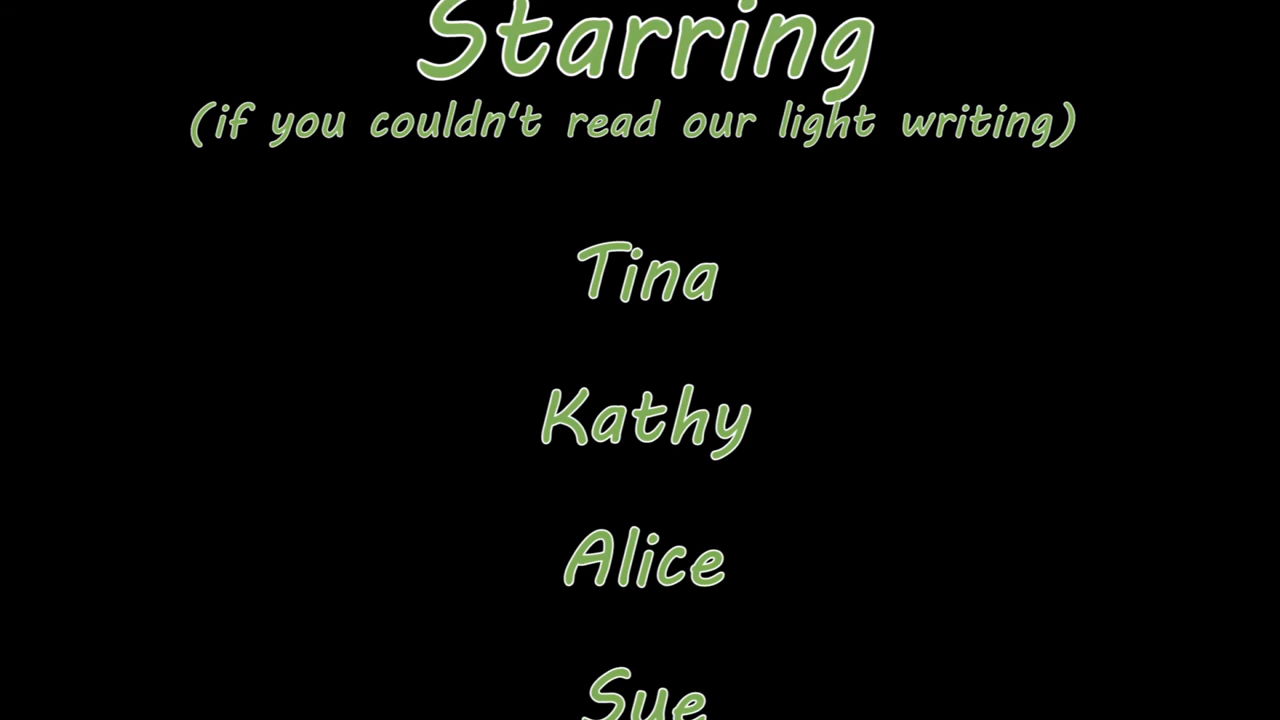 Starring
(if you couldn't read our light writing)
Tina
Kathy
Alice
Sue